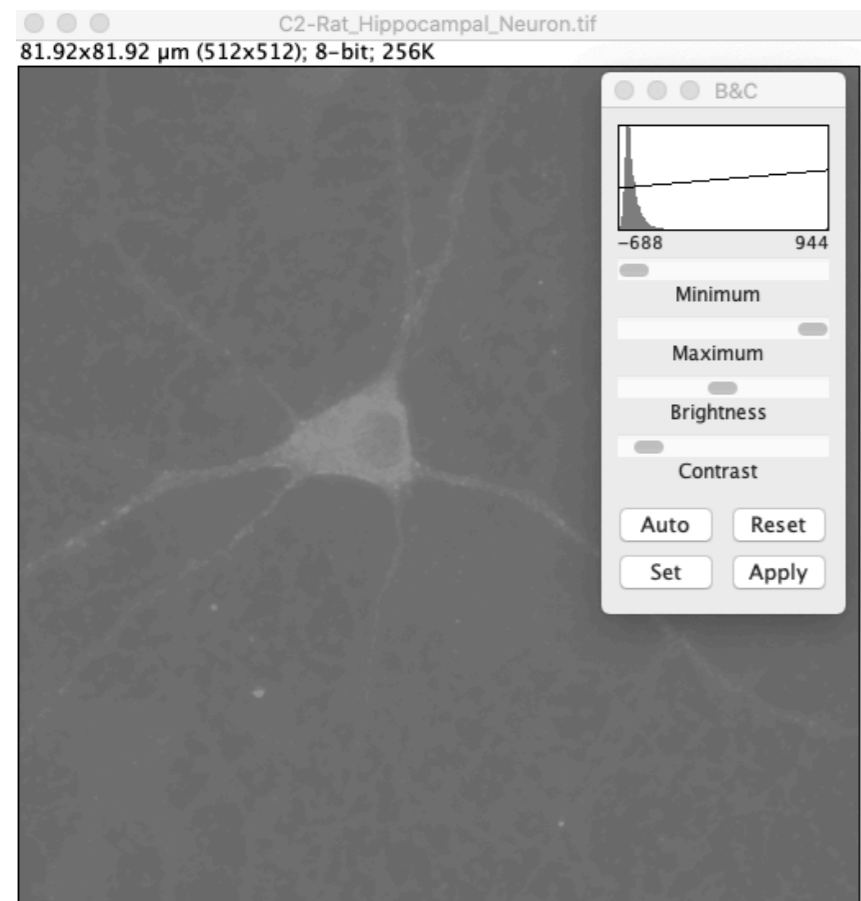 C2-Rat_Hippocampal_Neuron.tif
81.92x81.92 µm (512x512); 8-bit; 256K
B&C
-688 944
Minimum
Maximum
Brightness
Contrast
Auto Reset
Set Apply